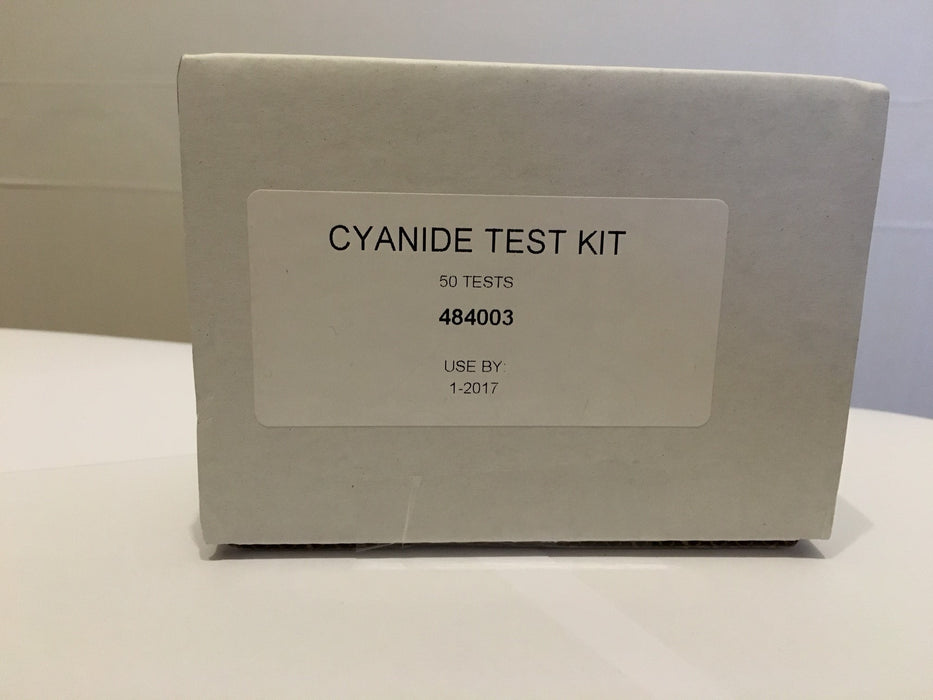 CYANIDE TEST KIT
50 TESTS
484003
USE BY:
1-2017